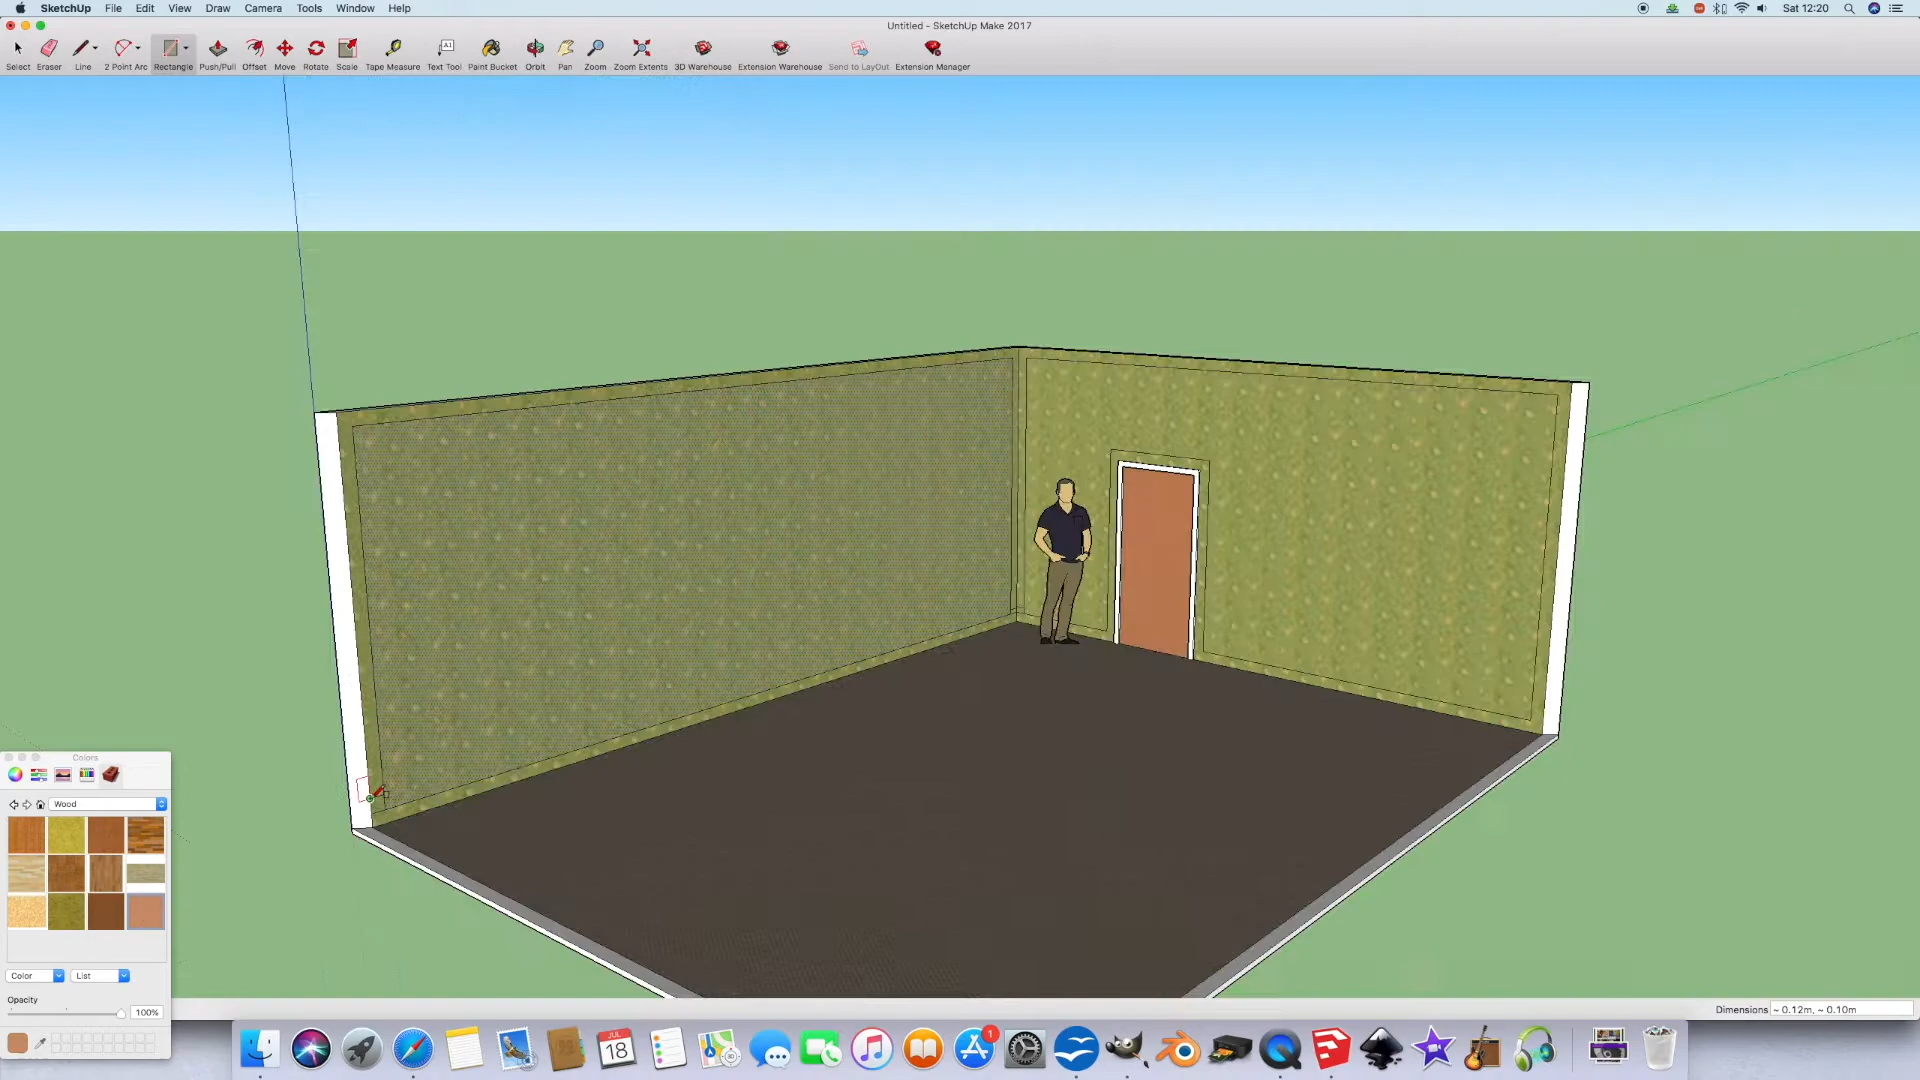 SketchUp File Edit View Draw Camera Tools Window Help Sat 12:20
Untitled - SketchUp Make 2017
A1
Select Eraser Line 2 Point Arc Rectangle Push/Pull Offset Move Rotate Scale Tape Measure Text Tool Paint Bucket Orbit Pan Zoom Zoom Extents 3D Warehouse Extension Warehouse Send to LayOut Extension Manager
Colors
Wood
Color List
Opacity
100%
Dimensions ~ 0.12m, ~ 0.10m
JUL
18
1